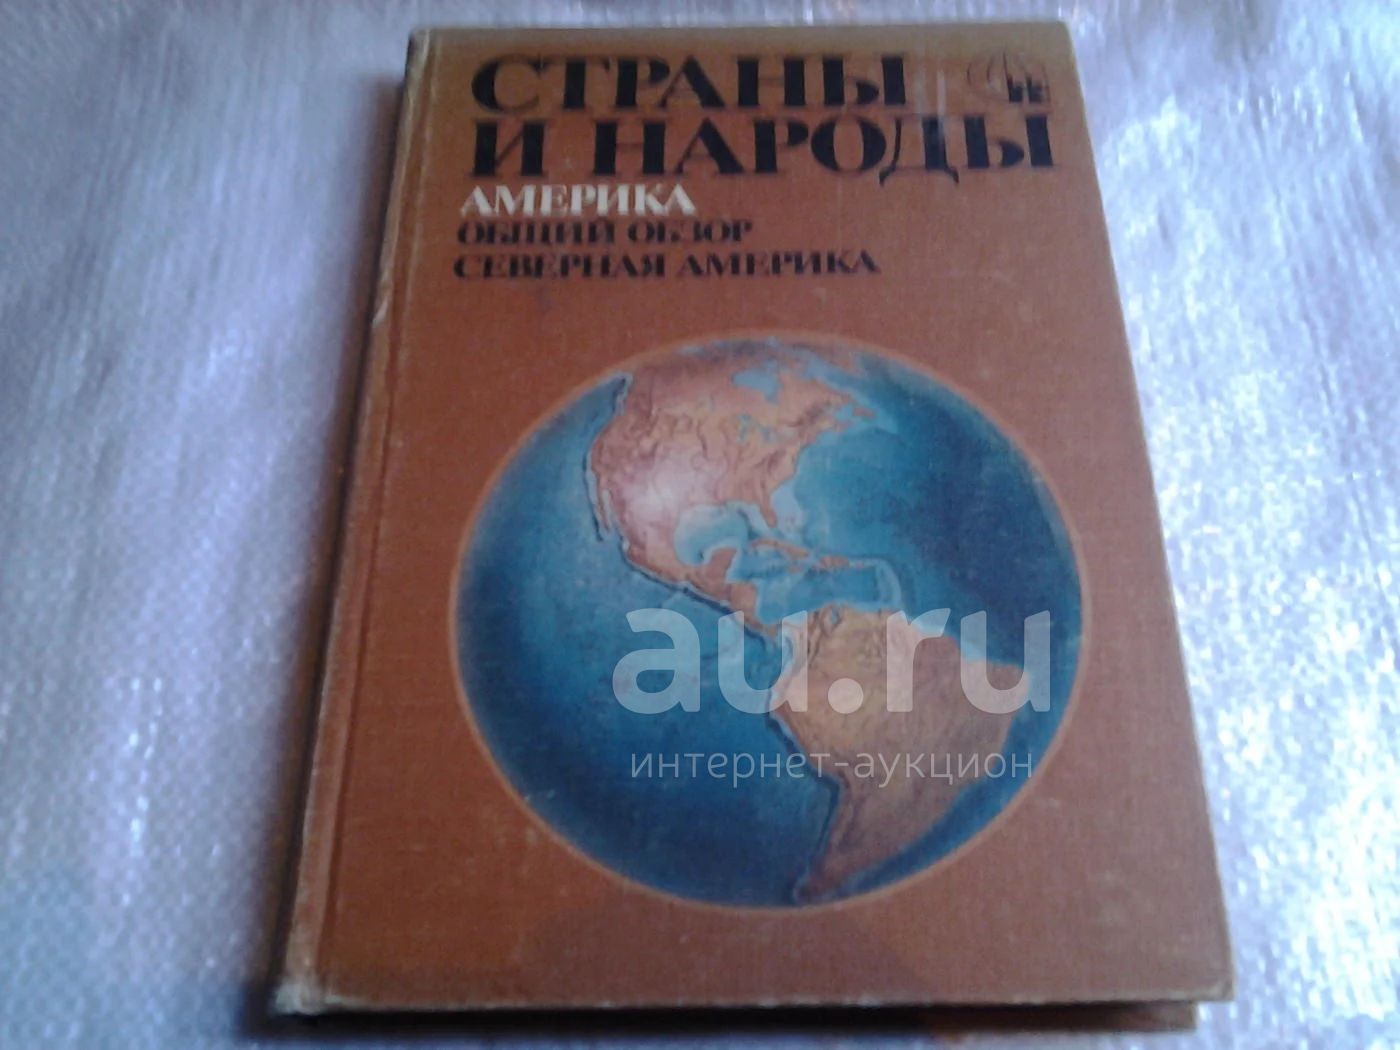 СТРАНЫ
И НАРОДЫ
АМЕРИКА
ОБЩИЙ ОБЗОР
СЕВЕРНАЯ АМЕРИКА
au.ru
интернет-аукцион